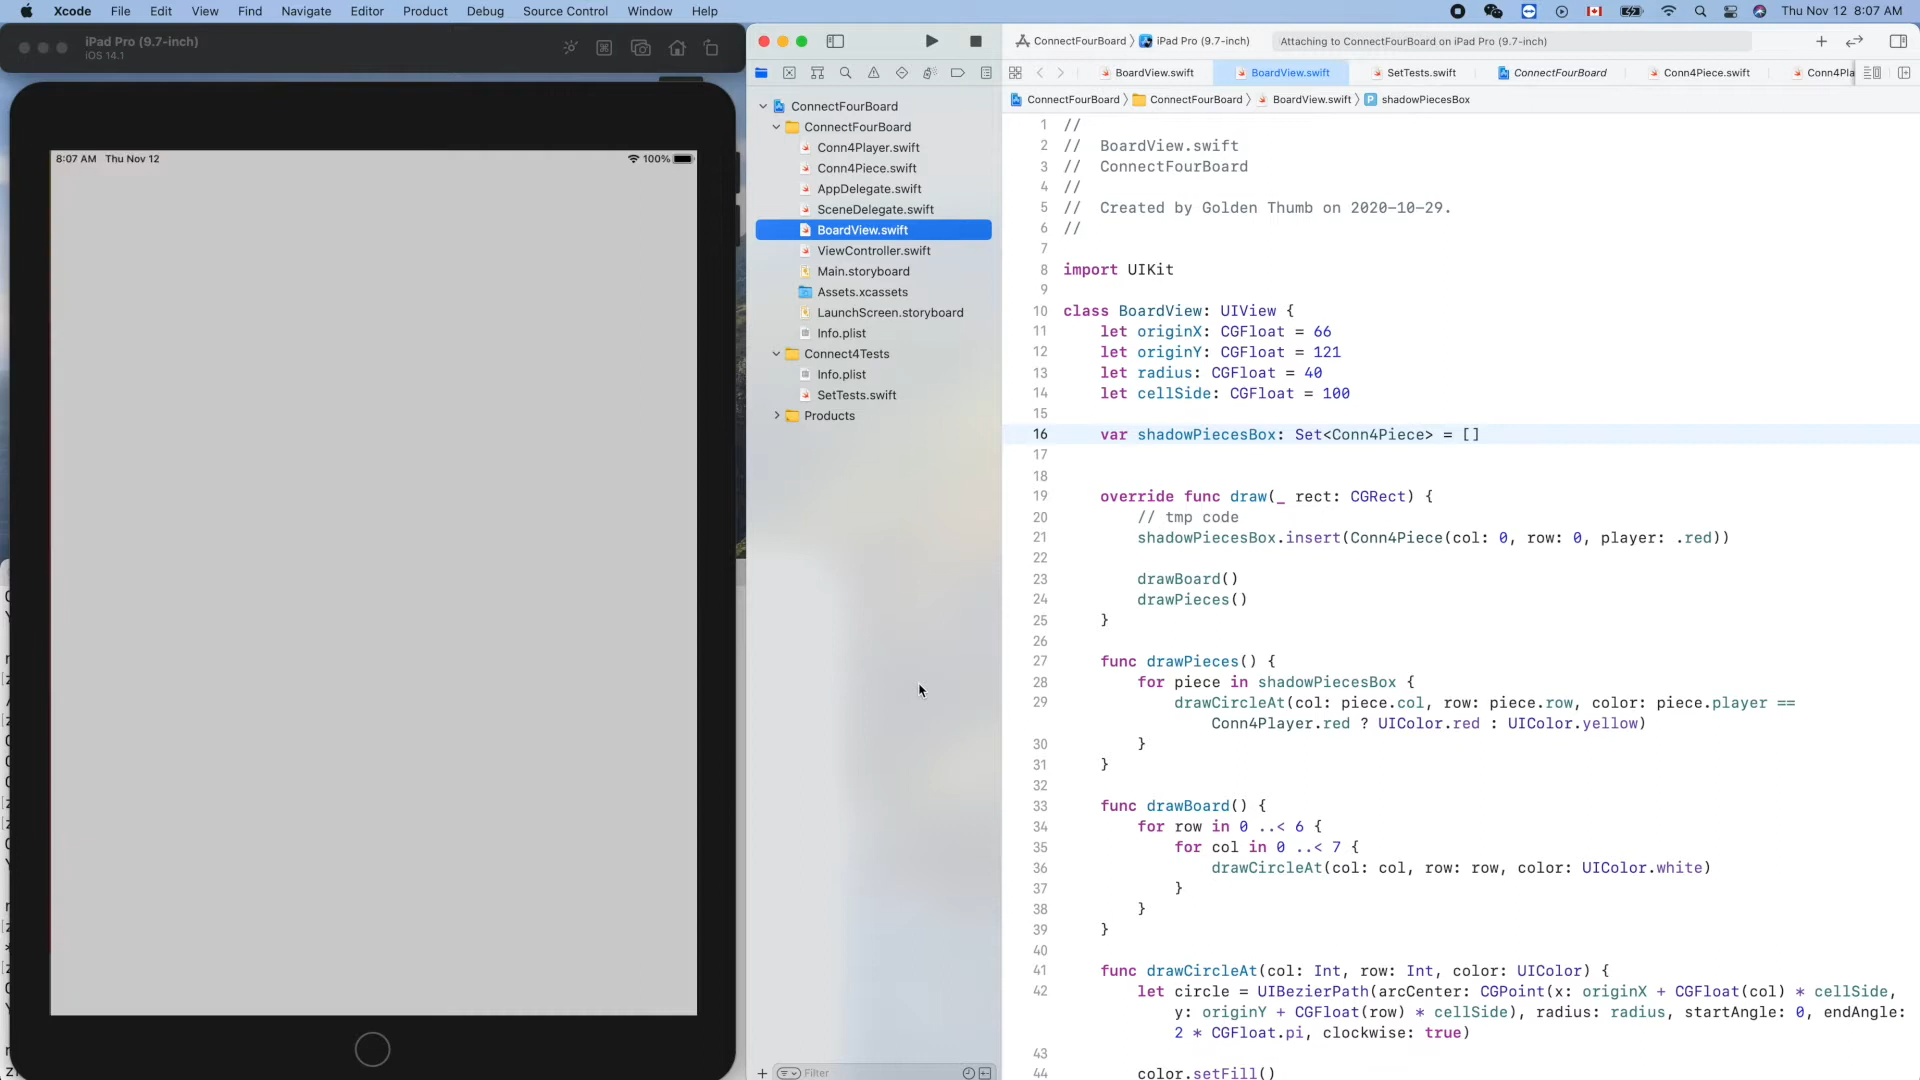 Xcode File Edit View Find Navigate Editor Product Debug Source Control Window Help Thu Nov 12 8:07 AM
iPad Pro (9.7-inch)
iOS 14.1
ConnectFourBoard iPad Pro (9.7-inch) Attaching to ConnectFourBoard on iPad Pro (9.7-inch)
BoardView.swift BoardView.swift SetTests.swift ConnectFourBoard Conn4Piece.swift Conn4Pla
ConnectFourBoard ConnectFourBoard BoardView.swift P shadowPiecesBox
8:07 AM Thu Nov 12 100%
ConnectFourBoard
ConnectFourBoard
Conn4Player.swift
Conn4Piece.swift
AppDelegate.swift
SceneDelegate.swift
BoardView.swift
ViewController.swift
Main.storyboard
Assets.xcassets
LaunchScreen.storyboard
Info.plist
Connect4Tests
Info.plist
SetTests.swift
Products
Filter
1 //
2 // BoardView.swift
3 // ConnectFourBoard
4 //
5 // Created by Golden Thumb on 2020-10-29.
6 //
7
8 import UIKit
9
10 class BoardView: UIView {
11 let originX: CGFloat = 66
12 let originY: CGFloat = 121
13 let radius: CGFloat = 40
14 let cellSide: CGFloat = 100
15
16 var shadowPiecesBox: Set<Conn4Piece> = []
17
18
19 override func draw(_ rect: CGRect) {
20 // tmp code
21 shadowPiecesBox.insert(Conn4Piece(col: 0, row: 0, player: .red))
22
23 drawBoard()
24 drawPieces()
25 }
26
27 func drawPieces() {
28 for piece in shadowPiecesBox {
29 drawCircleAt(col: piece.col, row: piece.row, color: piece.player ==
Conn4Player.red ? UIColor.red : UIColor.yellow)
30 }
31 }
32
33 func drawBoard() {
34 for row in 0 ..< 6 {
35 for col in 0 ..< 7 {
36 drawCircleAt(col: col, row: row, color: UIColor.white)
37 }
38 }
39 }
40
41 func drawCircleAt(col: Int, row: Int, color: UIColor) {
42 let circle = UIBezierPath(arcCenter: CGPoint(x: originX + CGFloat(col) * cellSide,
y: originY + CGFloat(row) * cellSide), radius: radius, startAngle: 0, endAngle:
2 * CGFloat.pi, clockwise: true)
43
44 color.setFill()